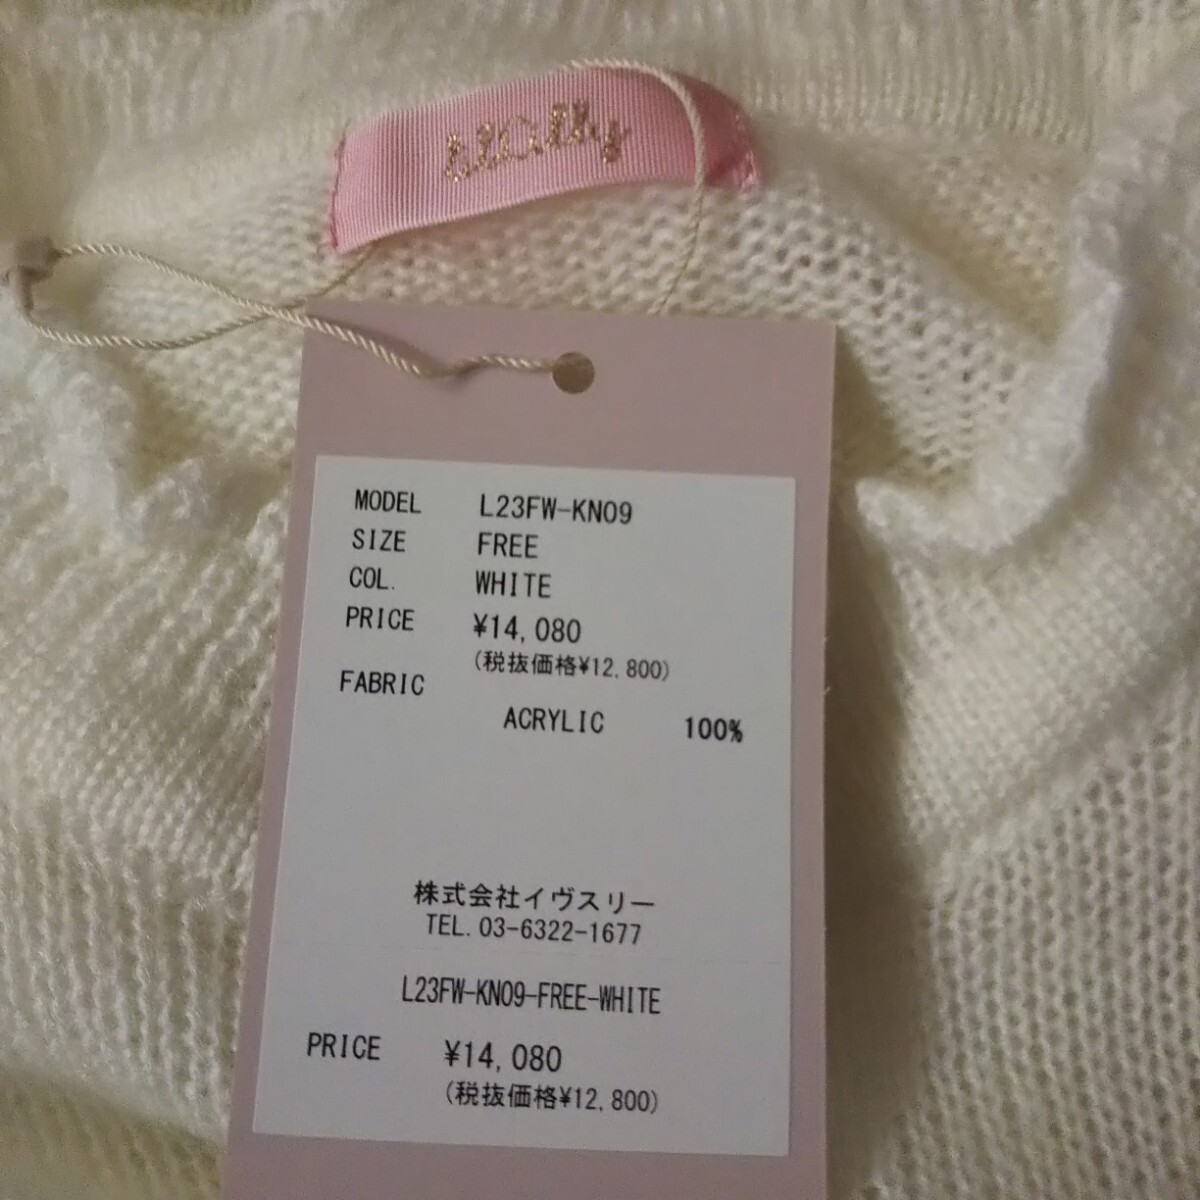 MODEL L23FW-KN09
SIZE FREE
COL. WHITE
PRICE ¥14,080
(税抜価格¥12,800)
FABRIC
ACRYLIC 100%
株式会社イヴスリー
TEL. 03-6322-1677
L23FW-KN09-FREE-WHITE
PRICE ¥14,080
(税抜価格¥12,800)